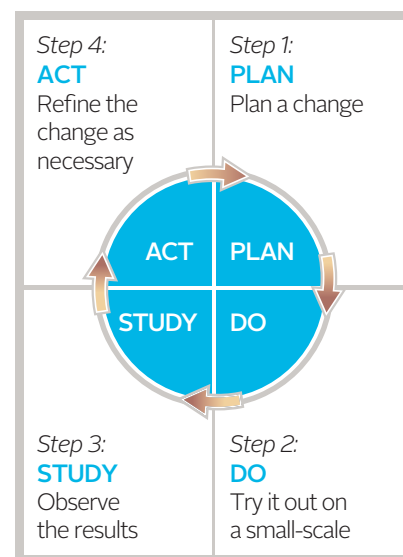 Step 4:
ACT
Refine the
change as
necessary
Step 1:
PLAN
Plan a change
ACT
PLAN
STUDY
DO
Step 3:
STUDY
Observe
the results
Step 2:
DO
Try it out on
a small-scale